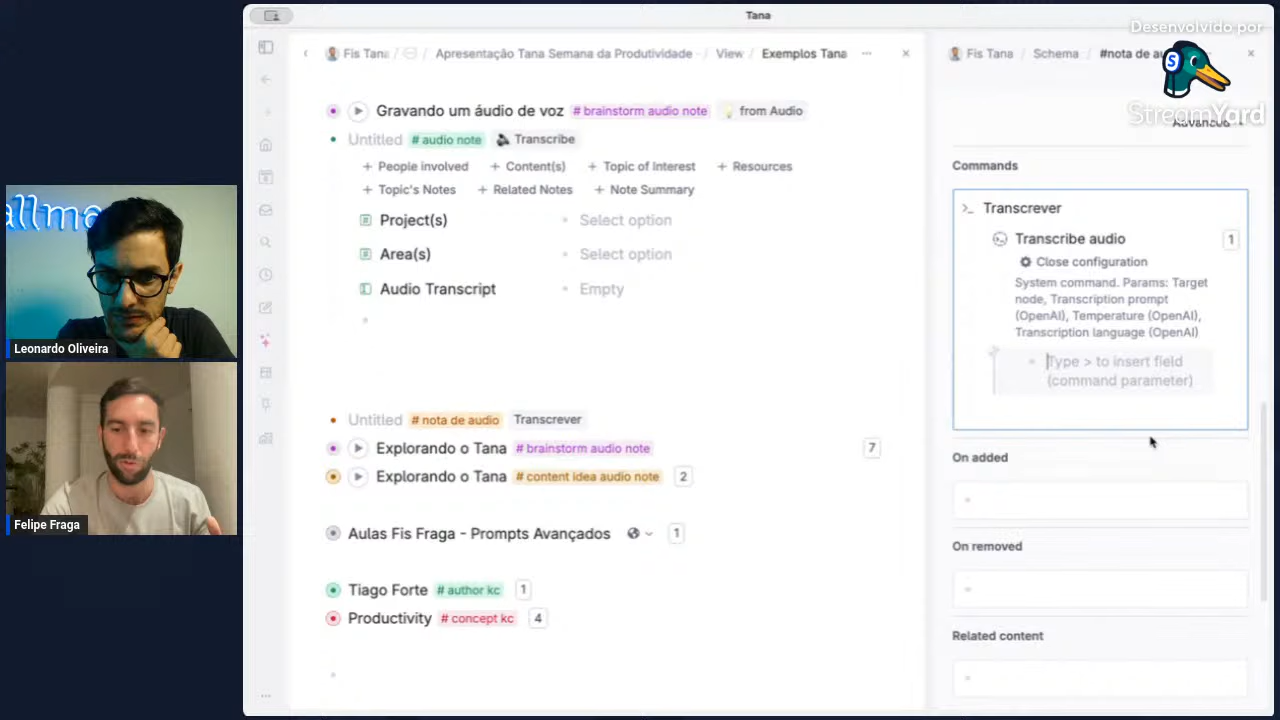 Tana
Desenvolvido por
StreamYard
Fis Tana / / Apresentação Tana Semana da Produtividade / View / Exemplos Tana
Gravando um áudio de voz # brainstorm audio note from Audio
Untitled # audio note Transcribe
+ People involved + Content(s) + Topic of Interest + Resources
+ Topic's Notes + Related Notes + Note Summary
Project(s) Select option
Area(s) Select option
Audio Transcript Empty
Untitled # nota de audio Transcrever
Explorando o Tana # brainstorm audio note 7
Explorando o Tana # content idea audio note 2
Aulas Fis Fraga - Prompts Avançados 1
Tiago Forte # author kc 1
Productivity # concept kc 4
Fis Tana / Schema / #nota de au
Commands
>_ Transcrever
Transcribe audio 1
Close configuration
System command. Params: Target
node, Transcription prompt
(OpenAI), Temperature (OpenAI),
Transcription language (OpenAI)
Type > to insert field
(command parameter)
On added
On removed
Related content
allm
Leonardo Oliveira
Felipe Fraga